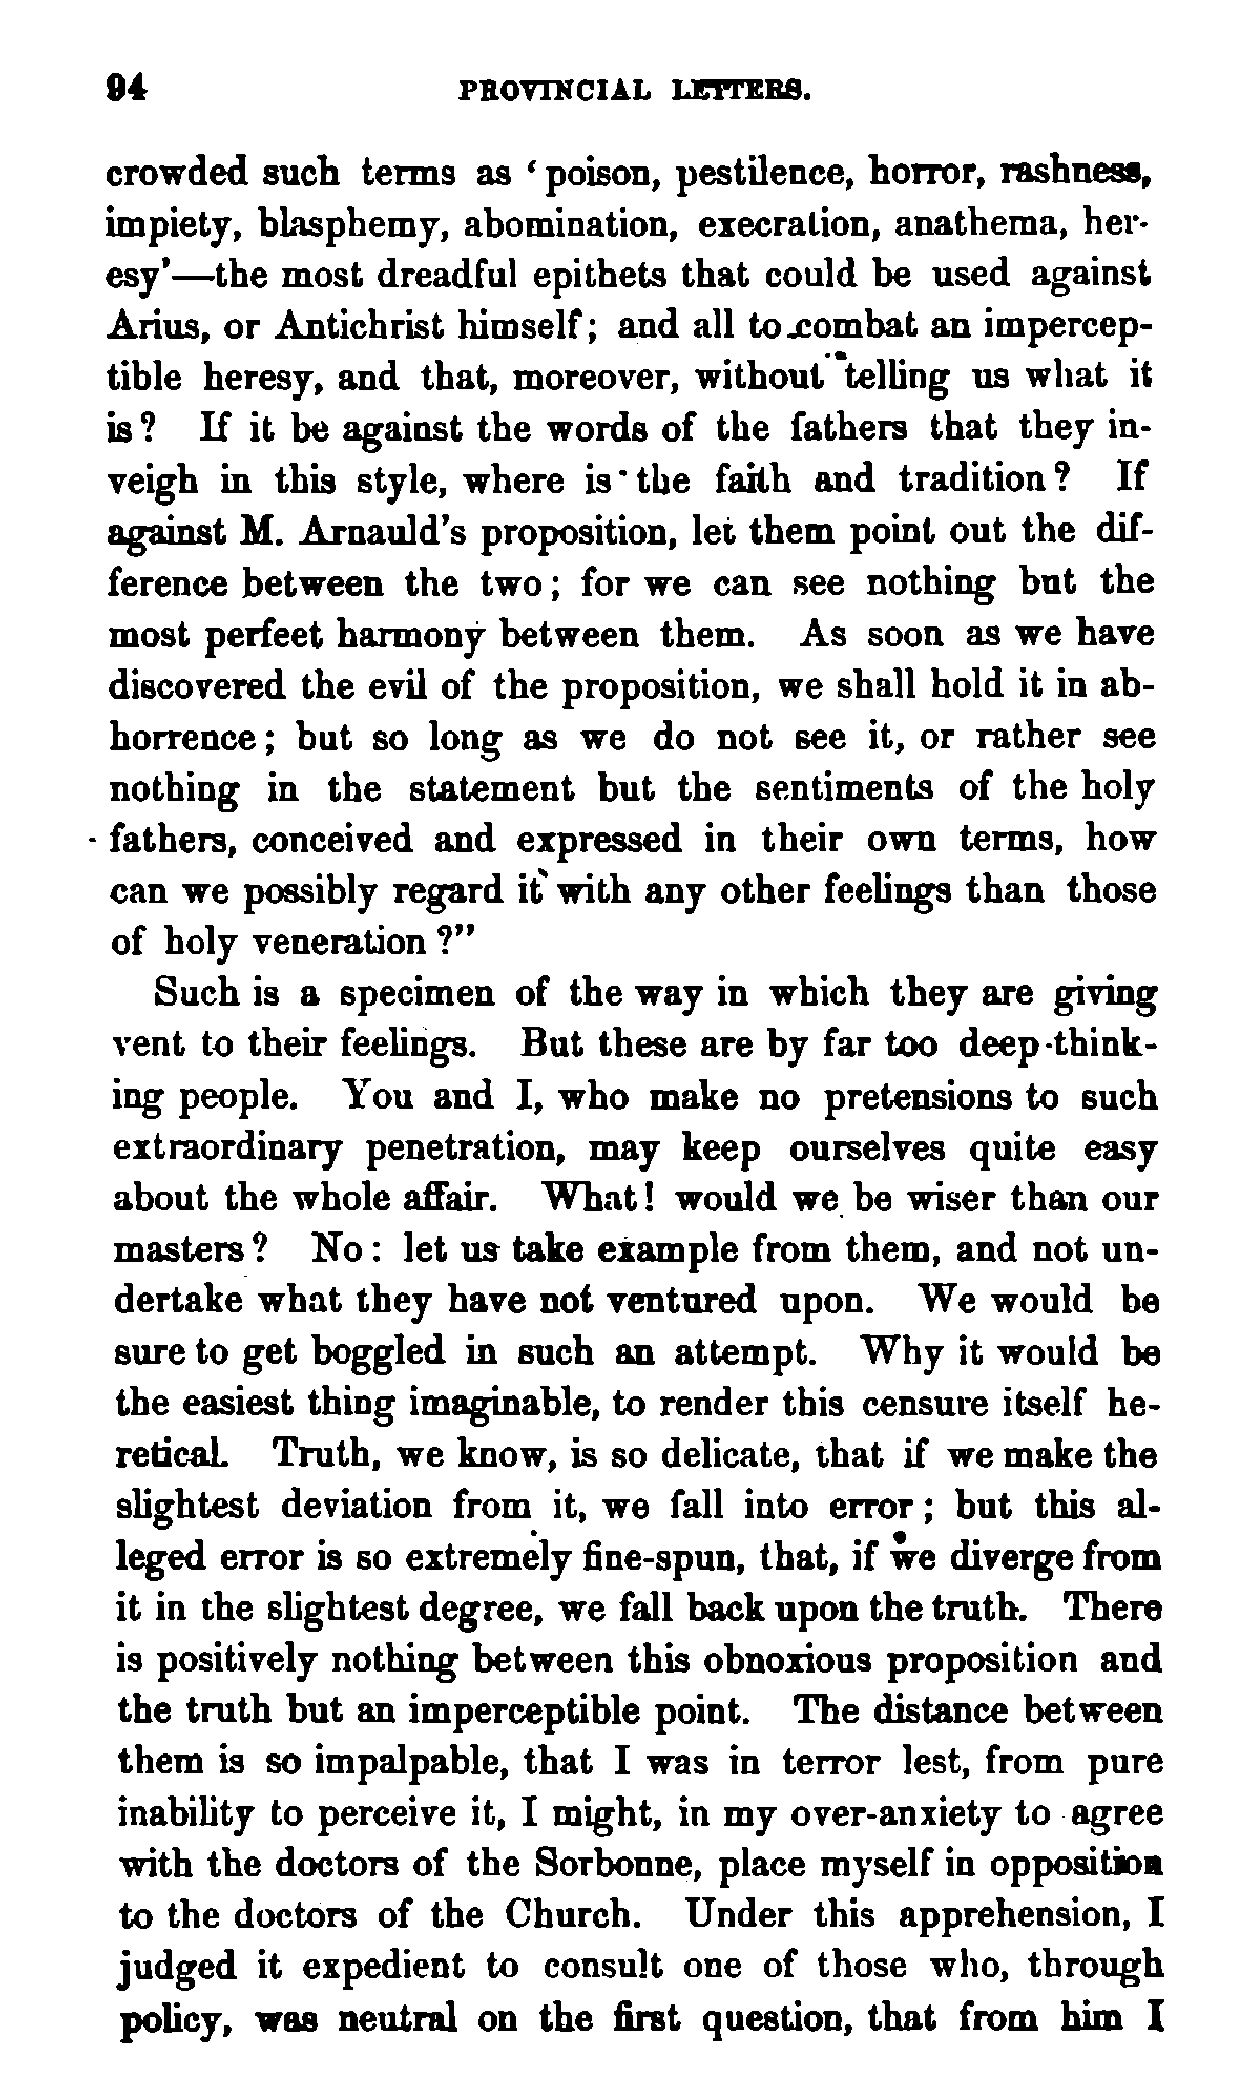 94 PROVINCIAL LETTERS.
crowded such terms as ‘poison, pestilence, horror, rashness,
impiety, blasphemy, abomination, execration, anathema, her-
esy’—the most dreadful epithets that could be used against
Arius, or Antichrist himself; and all to combat an impercep-
tible heresy, and that, moreover, without telling us what it
is? If it be against the words of the fathers that they in-
veigh in this style, where is the faith and tradition? If
against M. Arnauld’s proposition, let them point out the dif-
ference between the two; for we can see nothing but the
most perfect harmony between them. As soon as we have
discovered the evil of the proposition, we shall hold it in ab-
horrence; but so long as we do not see it, or rather see
nothing in the statement but the sentiments of the holy
fathers, conceived and expressed in their own terms, how
can we possibly regard it with any other feelings than those
of holy veneration?”
Such is a specimen of the way in which they are giving
vent to their feelings. But these are by far too deep-think-
ing people. You and I, who make no pretensions to such
extraordinary penetration, may keep ourselves quite easy
about the whole affair. What! would we be wiser than our
masters? No: let us take example from them, and not un-
dertake what they have not ventured upon. We would be
sure to get boggled in such an attempt. Why it would be
the easiest thing imaginable, to render this censure itself he-
retical. Truth, we know, is so delicate, that if we make the
slightest deviation from it, we fall into error; but this al-
leged error is so extremely fine-spun, that, if we diverge from
it in the slightest degree, we fall back upon the truth. There
is positively nothing between this obnoxious proposition and
the truth but an imperceptible point. The distance between
them is so impalpable, that I was in terror lest, from pure
inability to perceive it, I might, in my over-anxiety to agree
with the doctors of the Sorbonne, place myself in opposition
to the doctors of the Church. Under this apprehension, I
judged it expedient to consult one of those who, through
policy, was neutral on the first question, that from him I